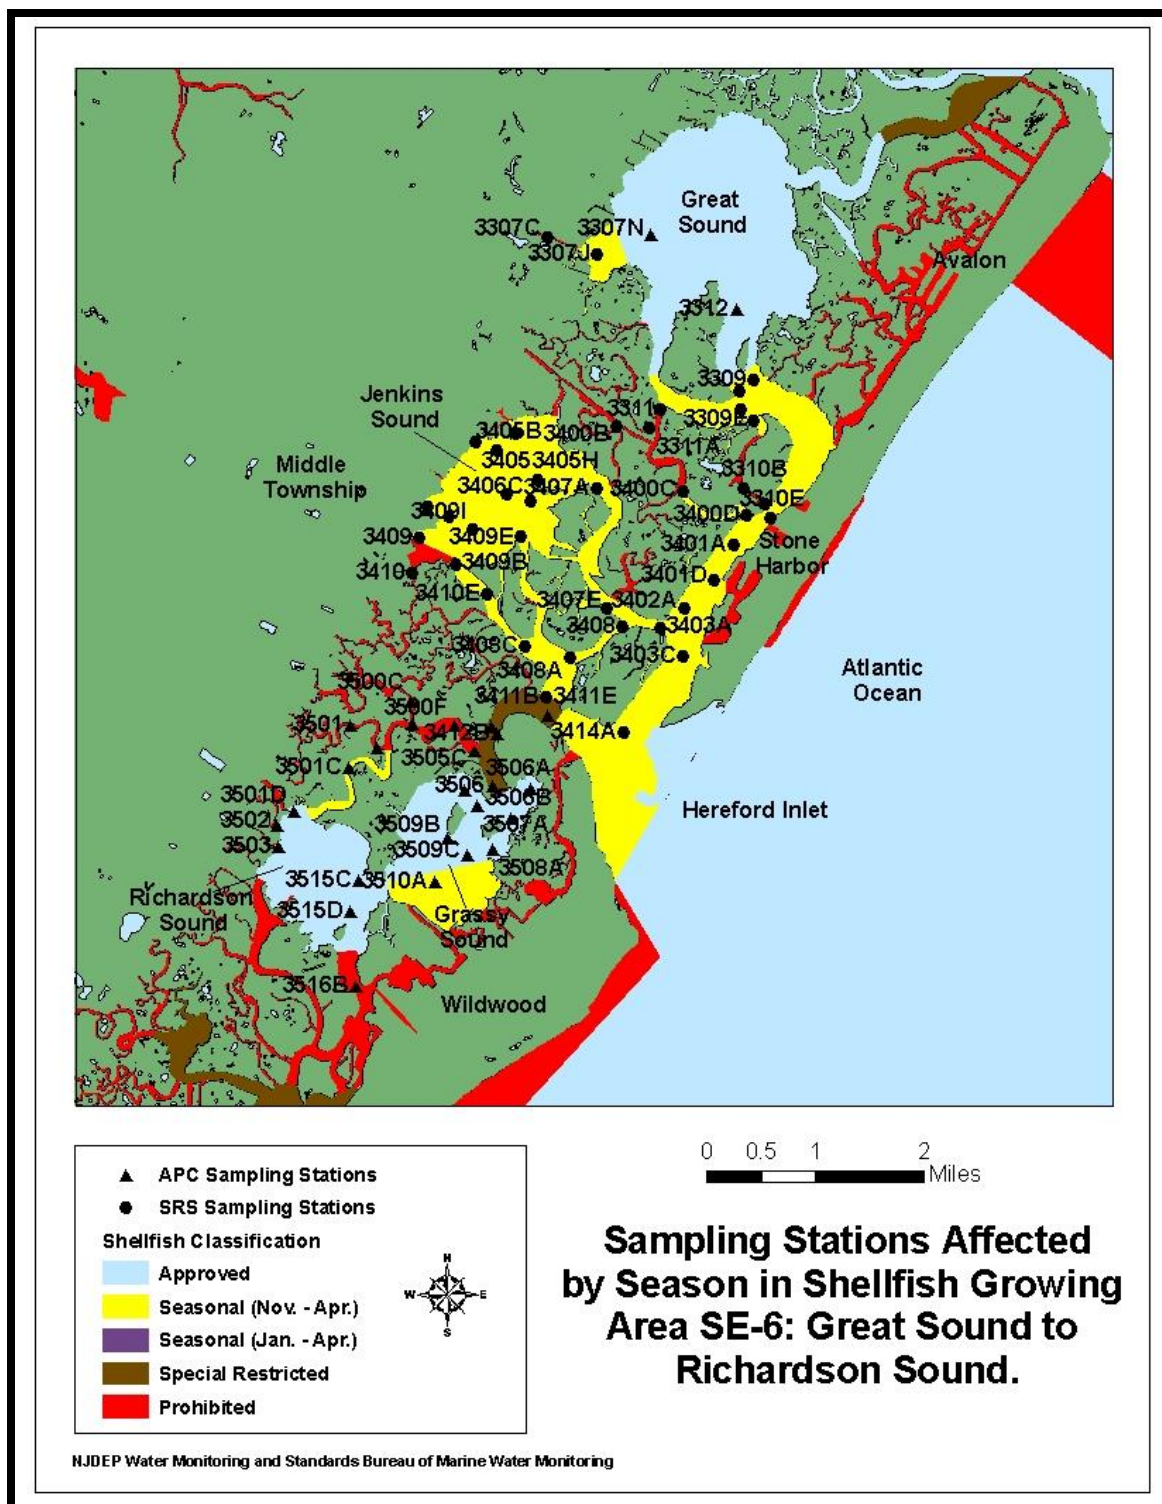 Great
Sound
3307C
3307N
3307J
Avalon
3312
3309
Jenkins
Sound
3311
3309E
3405B
3400B
3311A
3405
3405H
3310B
Middle
Township
3406C
3407A
3400C
3310E
3409I
3400D
3409
3409E
3401A
Stone
Harbor
3409B
3410
3401D
3410E
3407E
3402A
3408
3403A
3408C
3403C
3408A
Atlantic
Ocean
3500C
3411B
3411E
3500F
3501
3412B
3414A
3505C
3501C
3506A
3506
3506B
3501D
Hereford Inlet
3502
3509B
3507A
3503
3509C
3508A
3515C
3510A
Richardson
Sound
3515D
Grassy
Sound
3516B
Wildwood
APC Sampling Stations
SRS Sampling Stations
Shellfish Classification
Approved
Seasonal (Nov. - Apr.)
Seasonal (Jan. - Apr.)
Special Restricted
Prohibited
N
W
E
S
0 0.5 1 2
Miles
Sampling Stations Affected
by Season in Shellfish Growing
Area SE-6: Great Sound to
Richardson Sound.
NJDEP Water Monitoring and Standards Bureau of Marine Water Monitoring